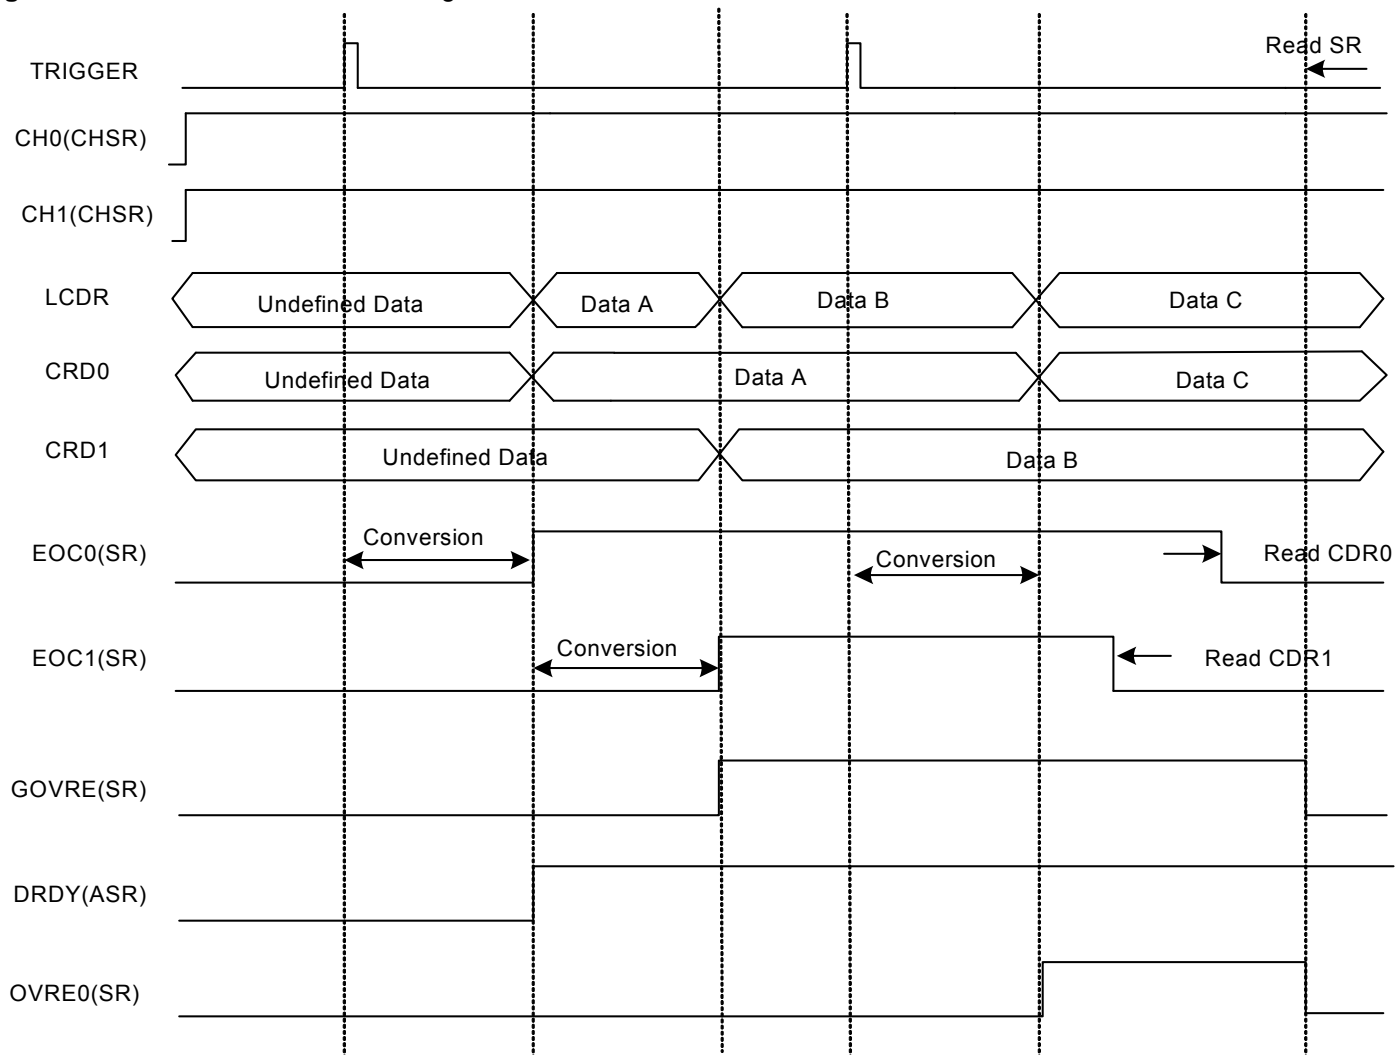 Read SR
TRIGGER
CH0(CHSR)
CH1(CHSR)
LCDR
Undefined Data
Data A
Data B
Data C
CRD0
Undefined Data
Data A
Data C
CRD1
Undefined Data
Data B
EOC0(SR)
Conversion
Conversion
Read CDR0
EOC1(SR)
Conversion
Read CDR1
GOVRE(SR)
DRDY(ASR)
OVRE0(SR)